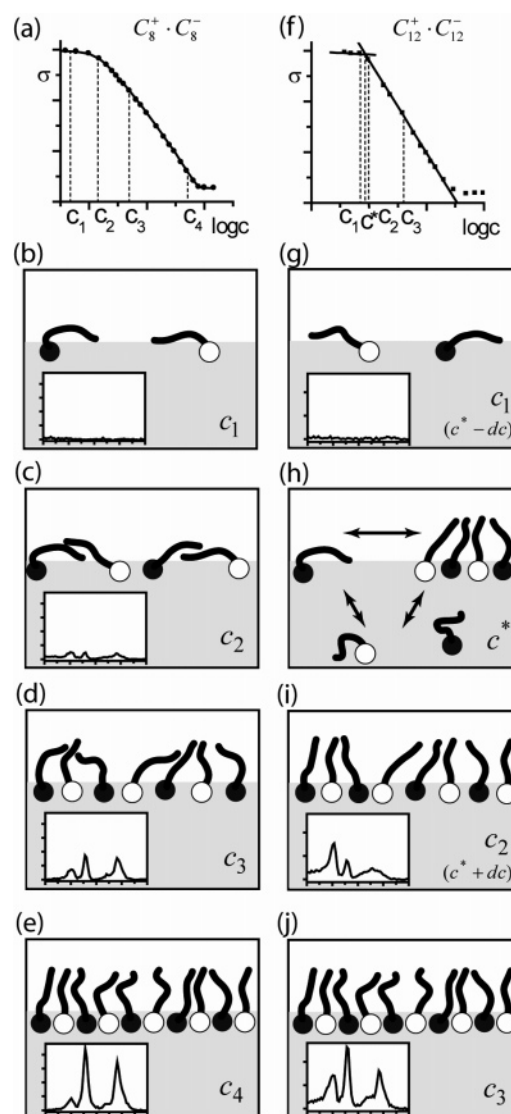 (a) C₈⁺ · C₈⁻
σ
C₁ C₂ C₃ C₄ logc
(b)
c₁
(c)
c₂
(d)
c₃
(e)
c₄
(f) C₁₂⁺ · C₁₂⁻
σ
C₁ C* C₂ C₃ logc
(g)
c₁
(c* − dc)
(h)
c*
(i)
c₂
(c* + dc)
(j)
c₃